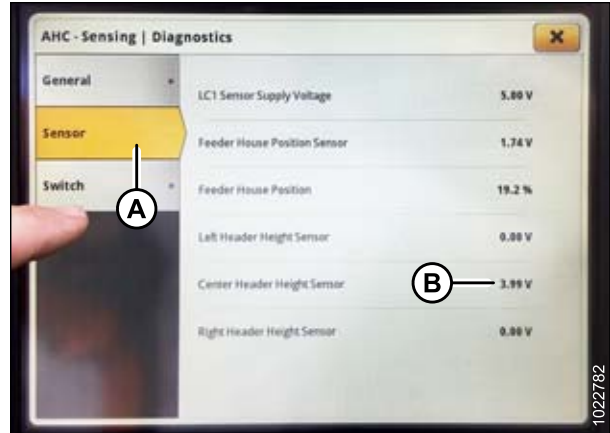 AHC - Sensing | Diagnostics
General
Sensor
Switch
LC1 Sensor Supply Voltage 5.00 V
Feeder House Position Sensor 1.74 V
Feeder House Position 19.2 %
Left Header Height Sensor 0.00 V
Center Header Height Sensor 3.99 V
Right Header Height Sensor 0.00 V
A
B
1022782